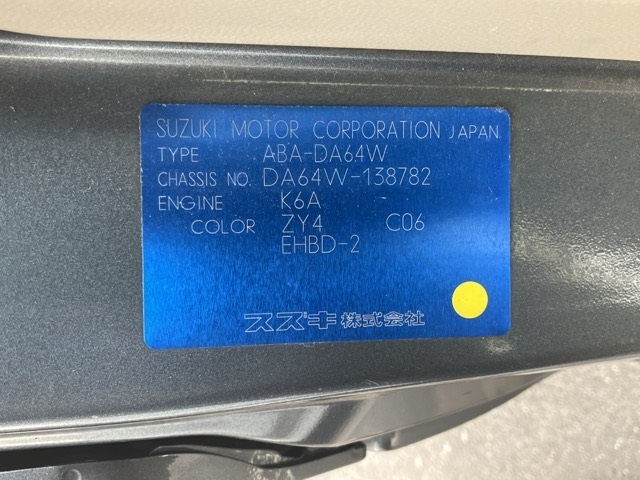 SUZUKI MOTOR CORPORATION JAPAN
TYPE ABA-DA64W
CHASSIS NO. DA64W-138782
ENGINE K6A
COLOR ZY4 C06
EHBD-2
スズキ株式会社